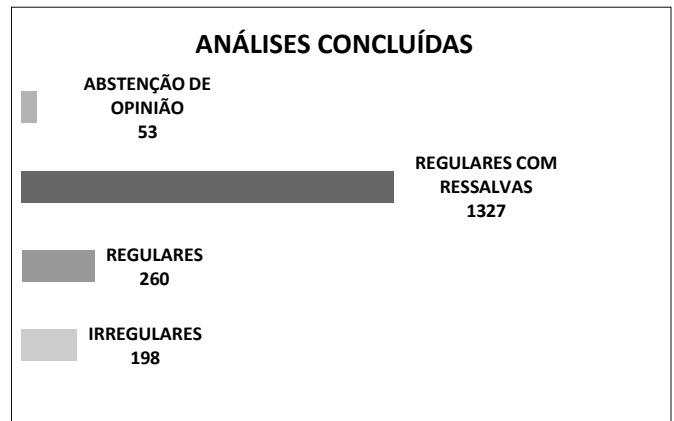 ANÁLISES CONCLUÍDAS
ABSTENÇÃO DE
OPINIÃO
53
REGULARES COM
RESSALVAS
1327
REGULARES
260
IRREGULARES
198